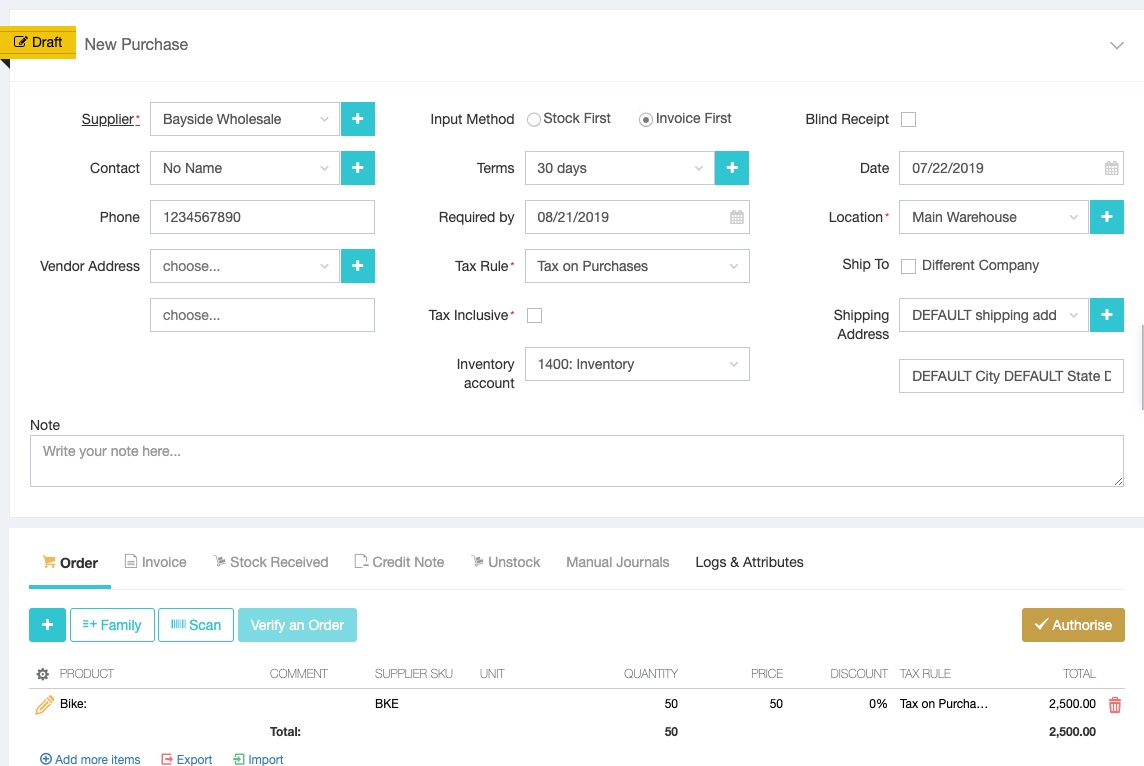 Draft
New Purchase
Supplier* Bayside Wholesale
Input Method Stock First Invoice First
Blind Receipt
Contact No Name
Terms 30 days
Date 07/22/2019
Phone 1234567890
Required by 08/21/2019
Location* Main Warehouse
Vendor Address choose...
Tax Rule* Tax on Purchases
Ship To Different Company
choose...
Tax Inclusive*
Shipping Address DEFAULT shipping add
Inventory account 1400: Inventory
DEFAULT City DEFAULT State D
Note
Write your note here...
Order Invoice Stock Received Credit Note Unstock Manual Journals Logs & Attributes
+ Family Scan Verify an Order Authorise
PRODUCT COMMENT SUPPLIER SKU UNIT QUANTITY PRICE DISCOUNT TAX RULE TOTAL
Bike: BKE 50 50 0% Tax on Purcha... 2,500.00
Total: 50 2,500.00
Add more items Export Import